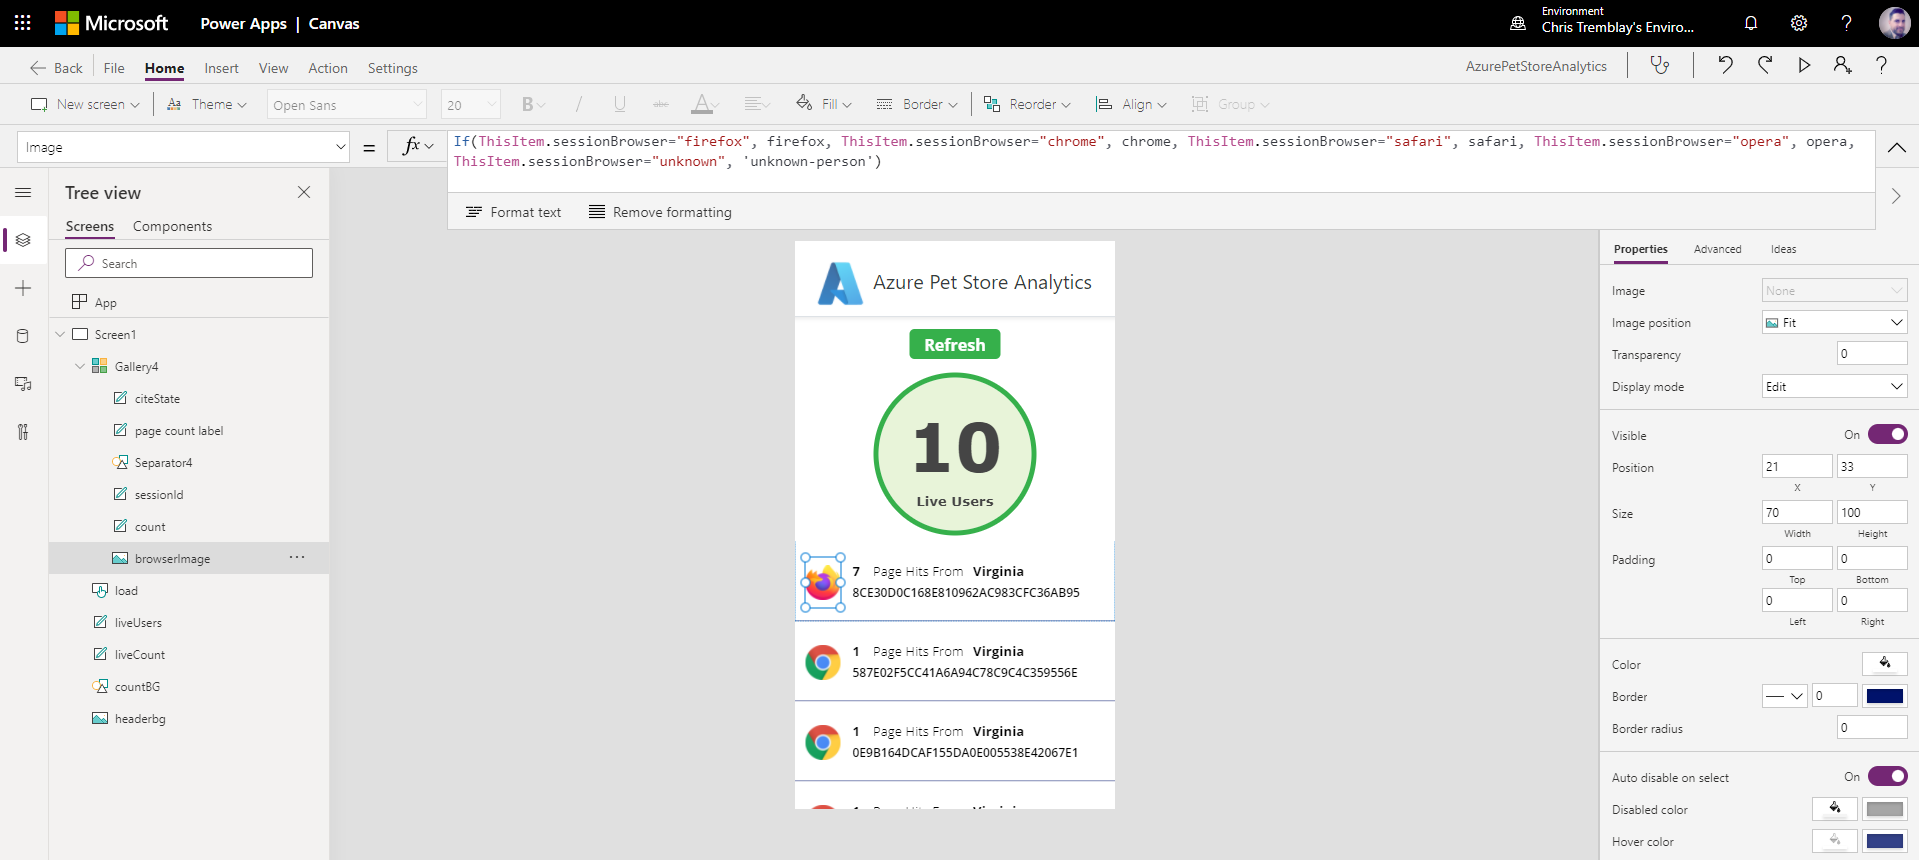 Microsoft Power Apps | Canvas
Environment
Chris Tremblay's Enviro...
Back File Home Insert View Action Settings
AzurePetStoreAnalytics
New screen Theme Open Sans 20 B / U abc A Fill Border Reorder Align Group
Image = fx
If(ThisItem.sessionBrowser="firefox", firefox, ThisItem.sessionBrowser="chrome", chrome, ThisItem.sessionBrowser="safari", safari, ThisItem.sessionBrowser="opera", opera,
ThisItem.sessionBrowser="unknown", 'unknown-person')
Format text Remove formatting
Tree view
Screens Components
Search
App
Screen1
Gallery4
citeState
page count label
Separator4
sessionId
count
browserImage ...
load
liveUsers
liveCount
countBG
headerbg
Azure Pet Store Analytics
Refresh
10
Live Users
7 Page Hits From Virginia
8CE30D0C168E810962AC983CFC36AB95
1 Page Hits From Virginia
587E02F5CC41A6A94C78C9C4C359556E
1 Page Hits From Virginia
0E9B164DCAF155DA0E005538E42067E1
Properties Advanced Ideas
Image None
Image position Fit
Transparency 0
Display mode Edit
Visible On
Position 21 33
X Y
Size 70 100
Width Height
Padding 0 0
Top Bottom
0 0
Left Right
Color
Border 0
Border radius 0
Auto disable on select On
Disabled color
Hover color